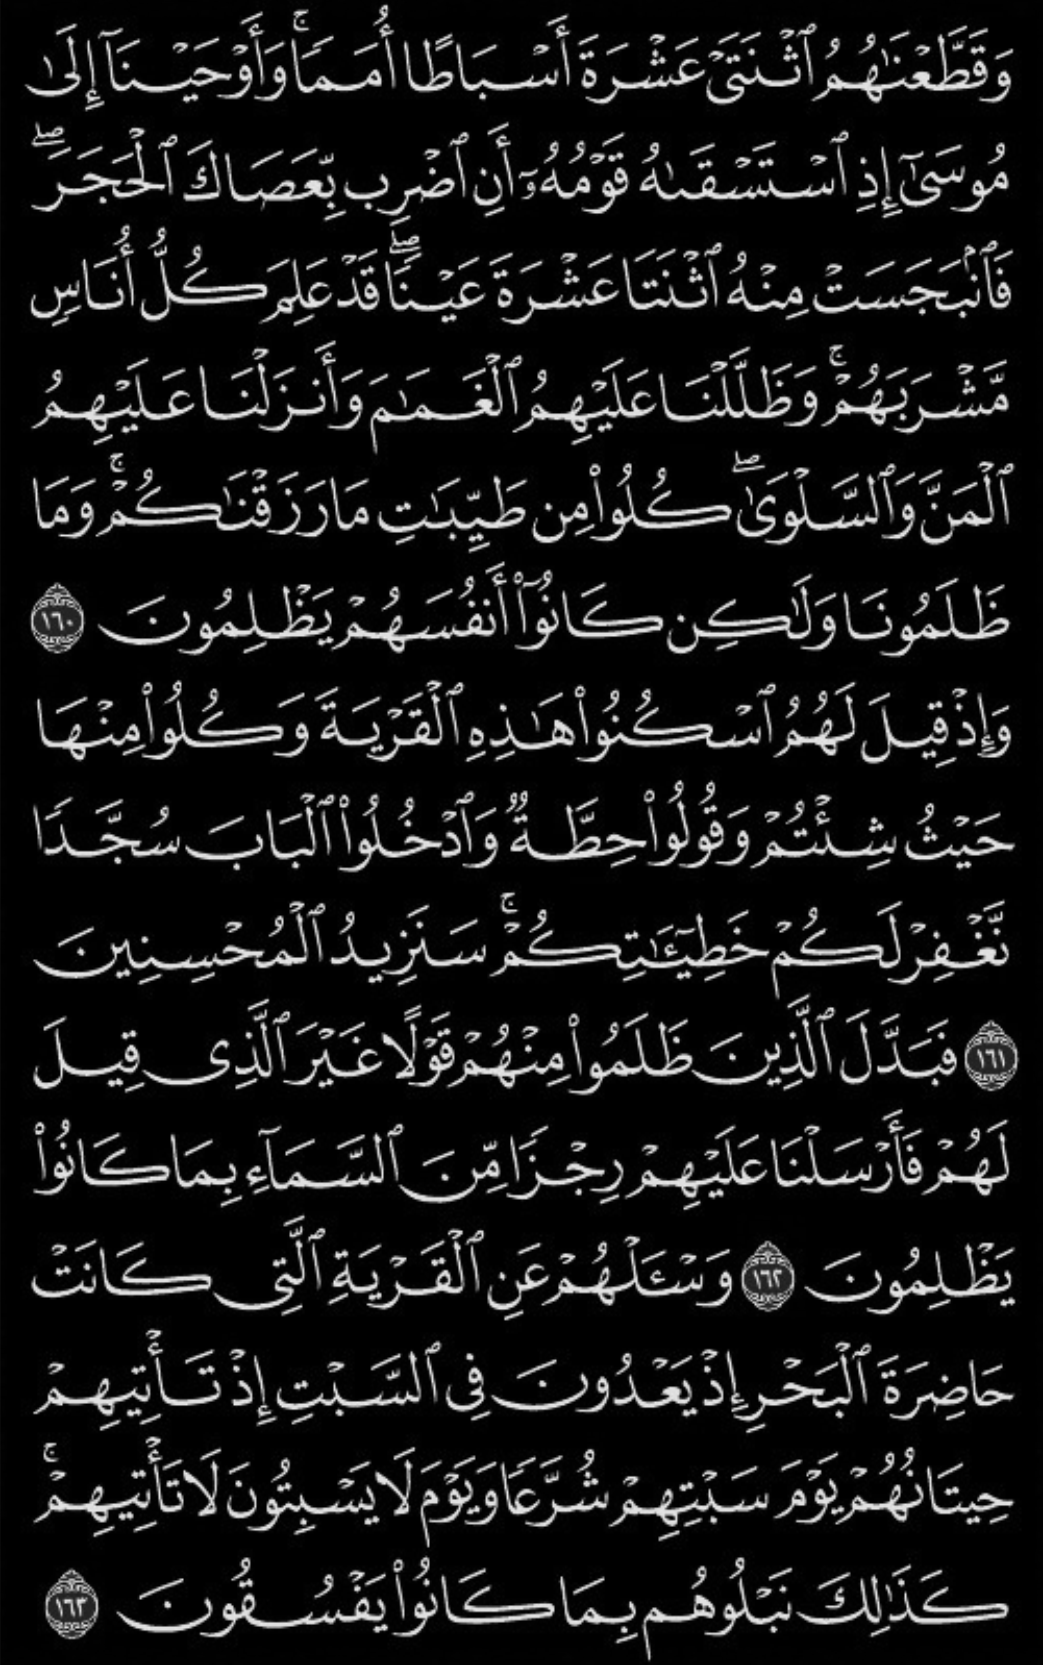 وَقَطَّعْنَٰهُمُ ٱثْنَتَىْ عَشْرَةَ أَسْبَاطًا أُمَمًا ۚ وَأَوْحَيْنَآ إِلَىٰ
مُوسَىٰٓ إِذِ ٱسْتَسْقَىٰهُ قَوْمُهُۥٓ أَنِ ٱضْرِب بِّعَصَاكَ ٱلْحَجَرَ ۖ
فَٱنۢبَجَسَتْ مِنْهُ ٱثْنَتَا عَشْرَةَ عَيْنًا ۖ قَدْ عَلِمَ كُلُّ أُنَاسٍ
مَّشْرَبَهُمْ ۚ وَظَلَّلْنَا عَلَيْهِمُ ٱلْغَمَٰمَ وَأَنزَلْنَا عَلَيْهِمُ
ٱلْمَنَّ وَٱلسَّلْوَىٰ ۖ كُلُوا۟ مِن طَيِّبَٰتِ مَا رَزَقْنَٰكُمْ ۚ وَمَا
ظَلَمُونَا وَلَٰكِن كَانُوٓا۟ أَنفُسَهُمْ يَظْلِمُونَ ١٦٠
وَإِذْ قِيلَ لَهُمُ ٱسْكُنُوا۟ هَٰذِهِ ٱلْقَرْيَةَ وَكُلُوا۟ مِنْهَا
حَيْثُ شِئْتُمْ وَقُولُوا۟ حِطَّةٌ وَٱدْخُلُوا۟ ٱلْبَابَ سُجَّدًا
نَّغْفِرْ لَكُمْ خَطِيٓـَٰٔتِكُمْ ۚ سَنَزِيدُ ٱلْمُحْسِنِينَ
١٦١ فَبَدَّلَ ٱلَّذِينَ ظَلَمُوا۟ مِنْهُمْ قَوْلًا غَيْرَ ٱلَّذِى قِيلَ
لَهُمْ فَأَرْسَلْنَا عَلَيْهِمْ رِجْزًا مِّنَ ٱلسَّمَآءِ بِمَا كَانُوا۟
يَظْلِمُونَ ١٦٢ وَسْـَٔلْهُمْ عَنِ ٱلْقَرْيَةِ ٱلَّتِى كَانَتْ
حَاضِرَةَ ٱلْبَحْرِ إِذْ يَعْدُونَ فِى ٱلسَّبْتِ إِذْ تَأْتِيهِمْ
حِيتَانُهُمْ يَوْمَ سَبْتِهِمْ شُرَّعًا وَيَوْمَ لَا يَسْبِتُونَ لَا تَأْتِيهِمْ ۚ
كَذَٰلِكَ نَبْلُوهُم بِمَا كَانُوا۟ يَفْسُقُونَ ١٦٣